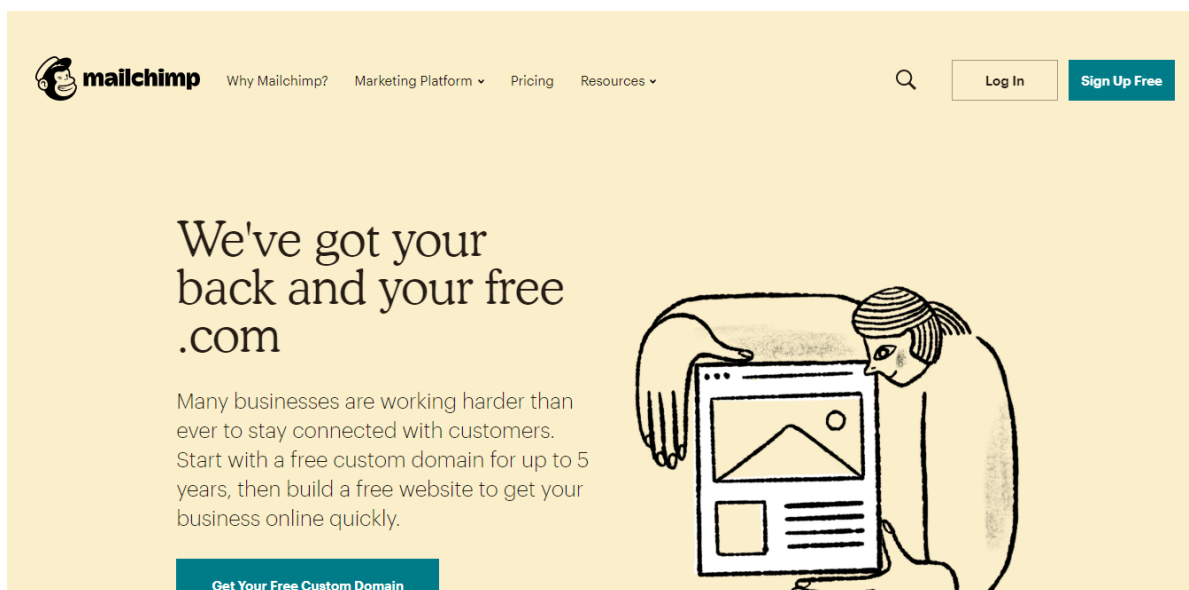 mailchimp
Why Mailchimp?
Marketing Platform
Pricing
Resources
Log In
Sign Up Free
We've got your
back and your free
.com
Many businesses are working harder than
ever to stay connected with customers.
Start with a free custom domain for up to 5
years, then build a free website to get your
business online quickly.
Get Your Free Custom Domain